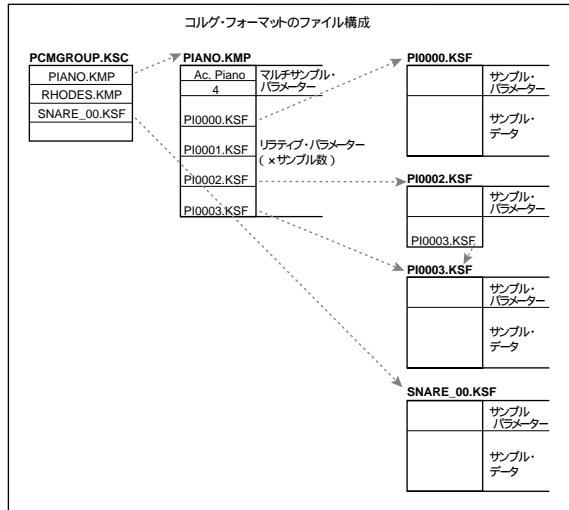 コルグ・フォーマットのファイル構成
PCMGROUP.KSC
PIANO.KMP
RHODES.KMP
SNARE_00.KSF
PIANO.KMP
Ac. Piano
4
マルチサンプル・
パラメーター
PI0000.KSF
PI0001.KSF
PI0002.KSF
PI0003.KSF
リラティブ・パラメーター
(×サンプル数)
PI0000.KSF
サンプル・
パラメーター
サンプル・
データ
PI0002.KSF
サンプル・
パラメーター
PI0003.KSF
PI0003.KSF
サンプル・
パラメーター
サンプル・
データ
SNARE_00.KSF
サンプル
パラメーター
サンプル・
データ